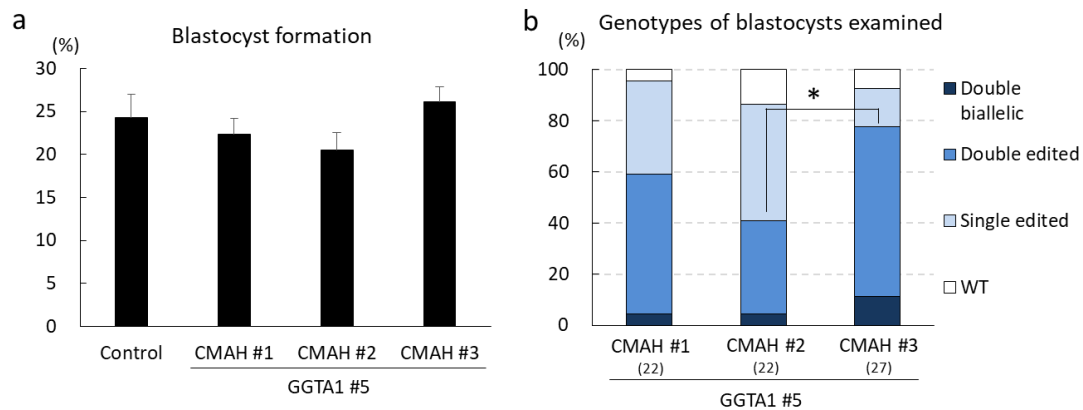 a
Blastocyst formation
(%)
30
25
20
15
10
5
0
Control
CMAH #1
CMAH #2
CMAH #3
GGTA1 #5
b
Genotypes of blastocysts examined
(%)
100
80
60
40
20
0
*
CMAH #1
(22)
CMAH #2
(22)
CMAH #3
(27)
GGTA1 #5
Double
biallelic
Double edited
Single edited
WT